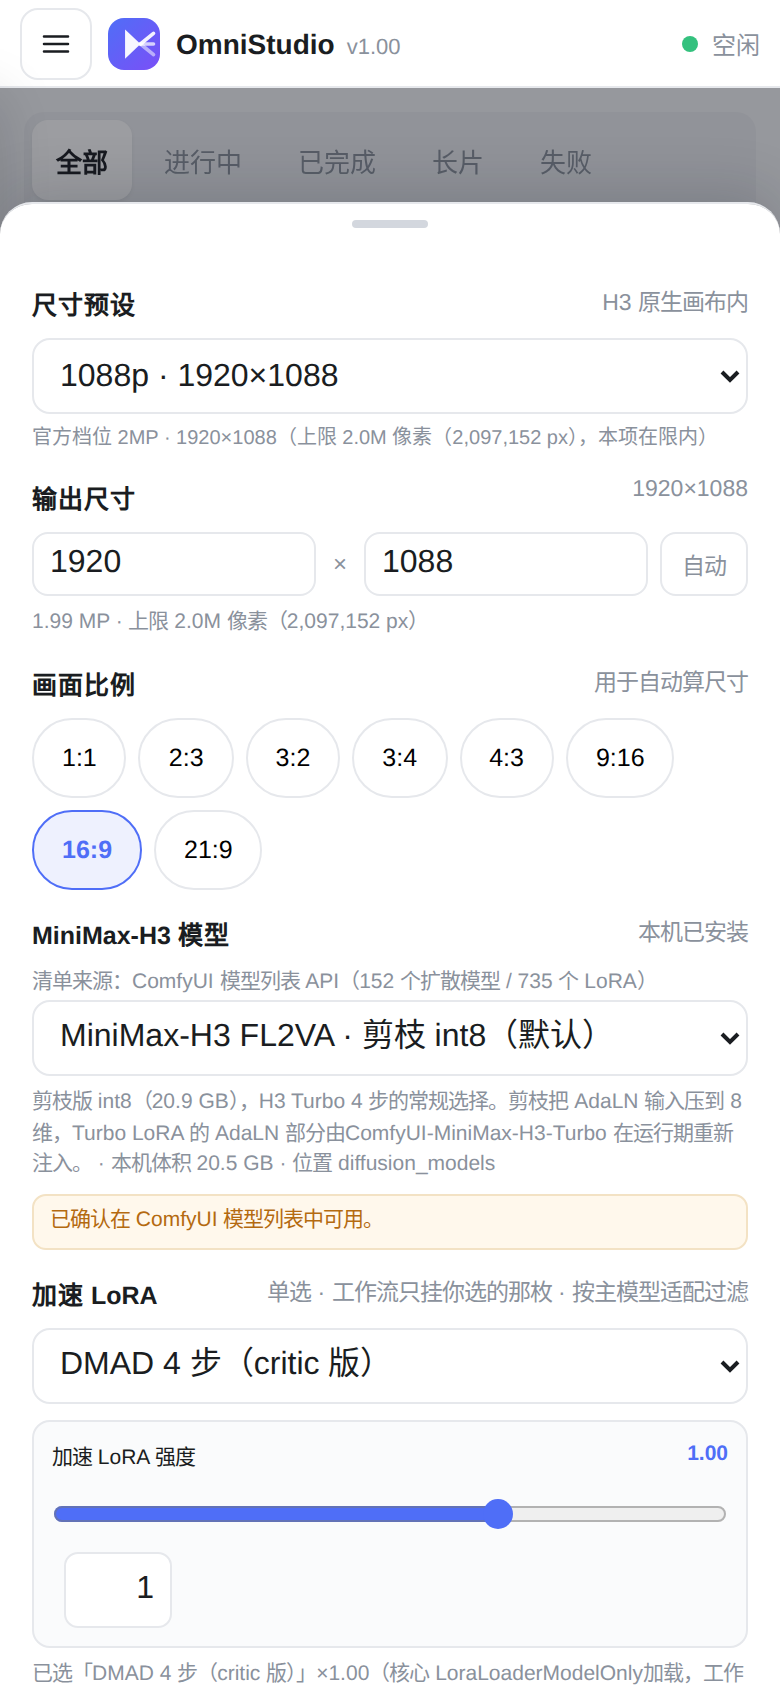 OmniStudio v1.00 空闲
全部 进行中 已完成 长片 失败
尺寸预设 H3 原生画布内
1088p · 1920×1088
官方档位 2MP · 1920×1088（上限 2.0M 像素（2,097,152 px），本项在限内）
输出尺寸 1920×1088
1920 × 1088 自动
1.99 MP · 上限 2.0M 像素（2,097,152 px）
画面比例 用于自动算尺寸
1:1 2:3 3:2 3:4 4:3 9:16
16:9 21:9
MiniMax-H3 模型 本机已安装
清单来源：ComfyUI 模型列表 API（152 个扩散模型 / 735 个 LoRA）
MiniMax-H3 FL2VA · 剪枝 int8（默认）
剪枝版 int8（20.9 GB），H3 Turbo 4 步的常规选择。剪枝把 AdaLN 输入压到 8
维，Turbo LoRA 的 AdaLN 部分由ComfyUI-MiniMax-H3-Turbo 在运行期重新
注入。 · 本机体积 20.5 GB · 位置 diffusion_models
已确认在 ComfyUI 模型列表中可用。
加速 LoRA 单选 · 工作流只挂你选的那枚 · 按主模型适配过滤
DMAD 4 步（critic 版）
加速 LoRA 强度 1.00
1
已选「DMAD 4 步（critic 版）」×1.00（核心 LoraLoaderModelOnly加载，工作